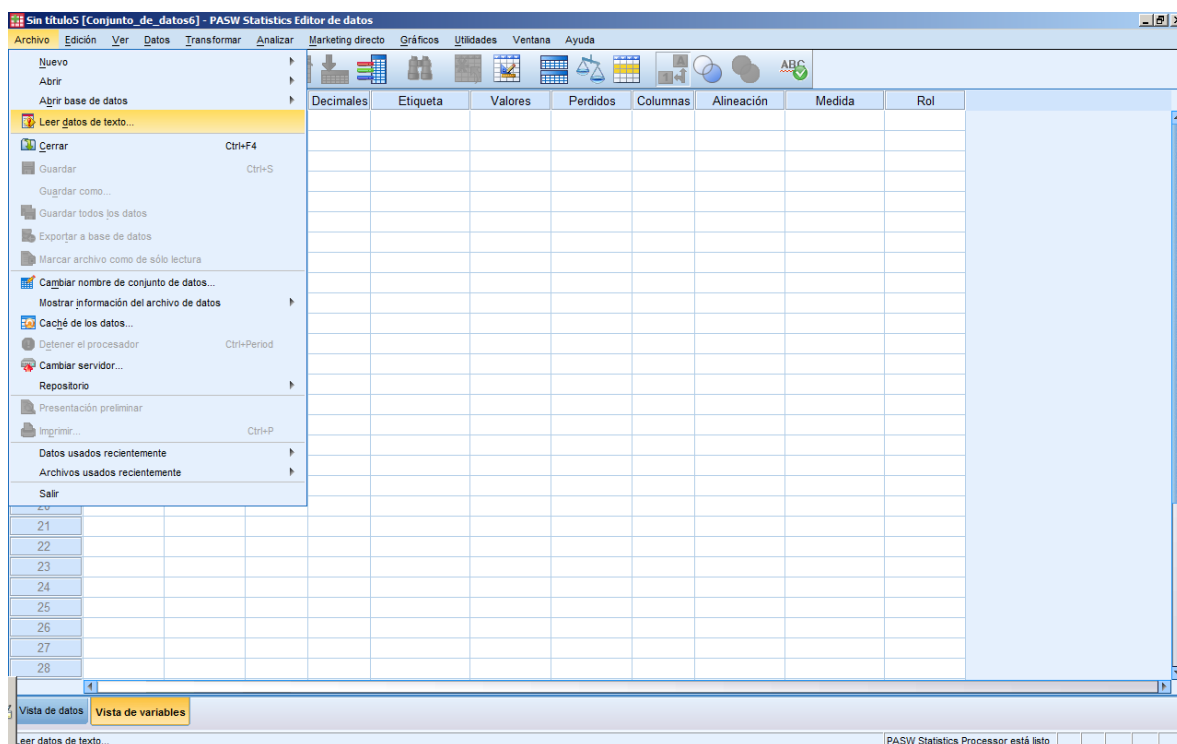 Sin título5 [Conjunto_de_datos6] - PASW Statistics Editor de datos
Archivo Edición Ver Datos Transformar Analizar Marketing directo Gráficos Utilidades Ventana Ayuda
Nuevo
Abrir
Abrir base de datos
Leer datos de texto...
Cerrar Ctrl+F4
Guardar Ctrl+S
Guardar como...
Guardar todos los datos
Exportar a base de datos
Marcar archivo como de sólo lectura
Cambiar nombre de conjunto de datos...
Mostrar información del archivo de datos
Caché de los datos...
Detener el procesador Ctrl+Period
Cambiar servidor...
Repositorio
Presentación preliminar
Imprimir... Ctrl+P
Datos usados recientemente
Archivos usados recientemente
Salir
A
1
ABC
Decimales Etiqueta Valores Perdidos Columnas Alineación Medida Rol
20
21
22
23
24
25
26
27
28
Vista de datos Vista de variables
eer datos de texto... PASW Statistics Processor está listo